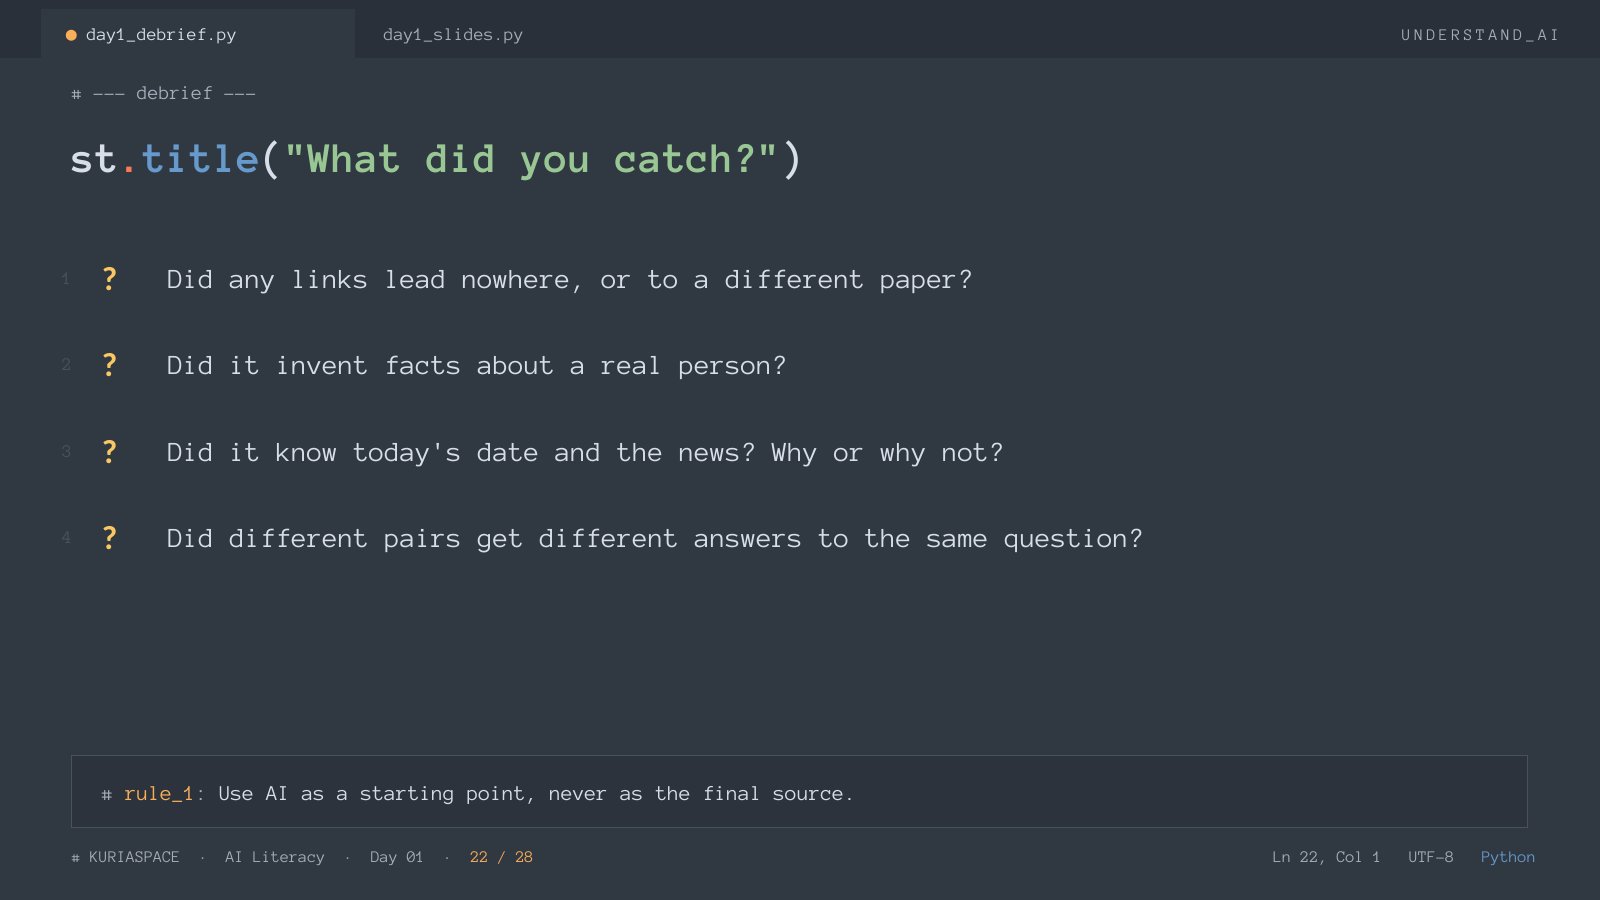 day1_debrief.py
day1_slides.py
UNDERSTAND_AI
# --- debrief ---
st.title("What did you catch?")
1 ? Did any links lead nowhere, or to a different paper?
2 ? Did it invent facts about a real person?
3 ? Did it know today's date and the news? Why or why not?
4 ? Did different pairs get different answers to the same question?
# rule_1: Use AI as a starting point, never as the final source.
# KURIASPACE · AI Literacy · Day 01 · 22 / 28
Ln 22, Col 1 UTF-8 Python